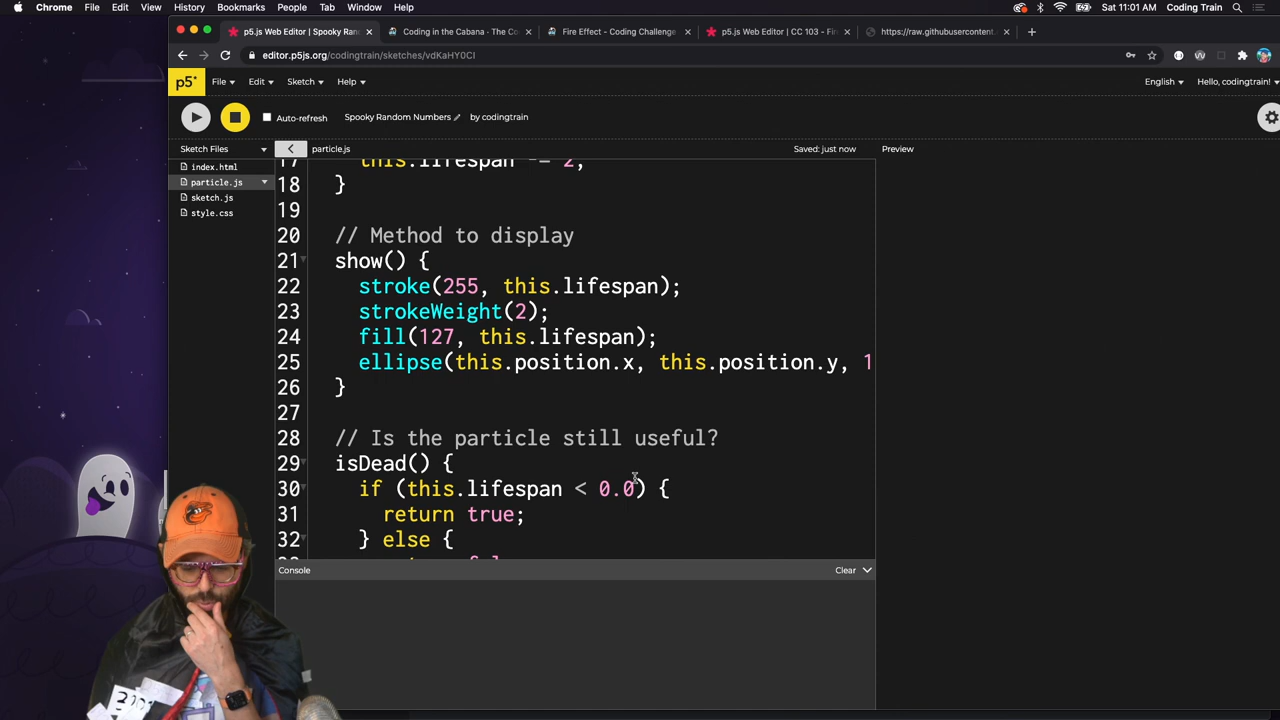 Chrome File Edit View History Bookmarks People Tab Window Help
Sat 11:01 AM Coding Train
p5.js Web Editor | Spooky Ran
Coding in the Cabana · The Co
Fire Effect - Coding Challenge
p5.js Web Editor | CC 103 - Fi
https://raw.githubusercontent.
editor.p5js.org/codingtrain/sketches/vdKaHY0CI
p5* File Edit Sketch Help
English Hello, codingtrain!
Auto-refresh Spooky Random Numbers by codingtrain
Sketch Files particle.js Saved: just now Preview
index.html
particle.js
sketch.js
style.css
17 this.lifespan -= 2;
18 }
19
20 // Method to display
21 show() {
22 stroke(255, this.lifespan);
23 strokeWeight(2);
24 fill(127, this.lifespan);
25 ellipse(this.position.x, this.position.y, 1
26 }
27
28 // Is the particle still useful?
29 isDead() {
30 if (this.lifespan < 0.0) {
31 return true;
32 } else {
Console Clear